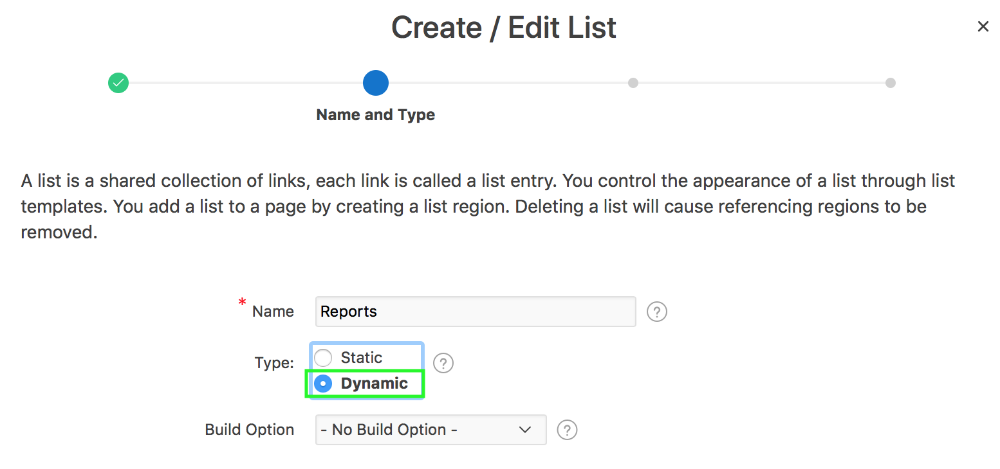 Create / Edit List
Name and Type
A list is a shared collection of links, each link is called a list entry. You control the appearance of a list through list
templates. You add a list to a page by creating a list region. Deleting a list will cause referencing regions to be
removed.
* Name Reports ?
Type: Static ?
Dynamic
Build Option - No Build Option - ?